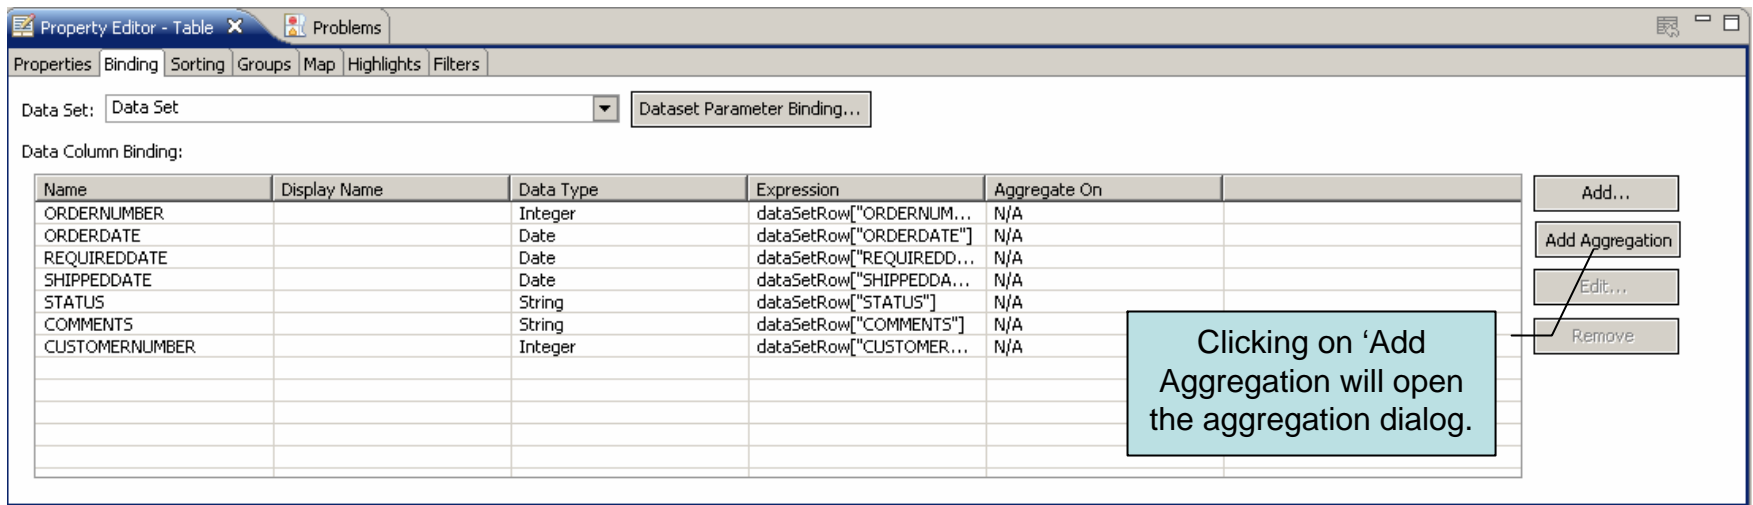 Property Editor - Table Problems
Properties Binding Sorting Groups Map Highlights Filters
Data Set: Data Set Dataset Parameter Binding...
Data Column Binding:
Name Display Name Data Type Expression Aggregate On
ORDERNUMBER Integer dataSetRow["ORDERNUM... N/A
ORDERDATE Date dataSetRow["ORDERDATE"] N/A
REQUIREDDATE Date dataSetRow["REQUIREDD... N/A
SHIPPEDDATE Date dataSetRow["SHIPPEDDA... N/A
STATUS String dataSetRow["STATUS"] N/A
COMMENTS String dataSetRow["COMMENTS"] N/A
CUSTOMERNUMBER Integer dataSetRow["CUSTOMER... N/A
Add...
Add Aggregation
Edit...
Remove
Clicking on ‘Add
Aggregation will open
the aggregation dialog.